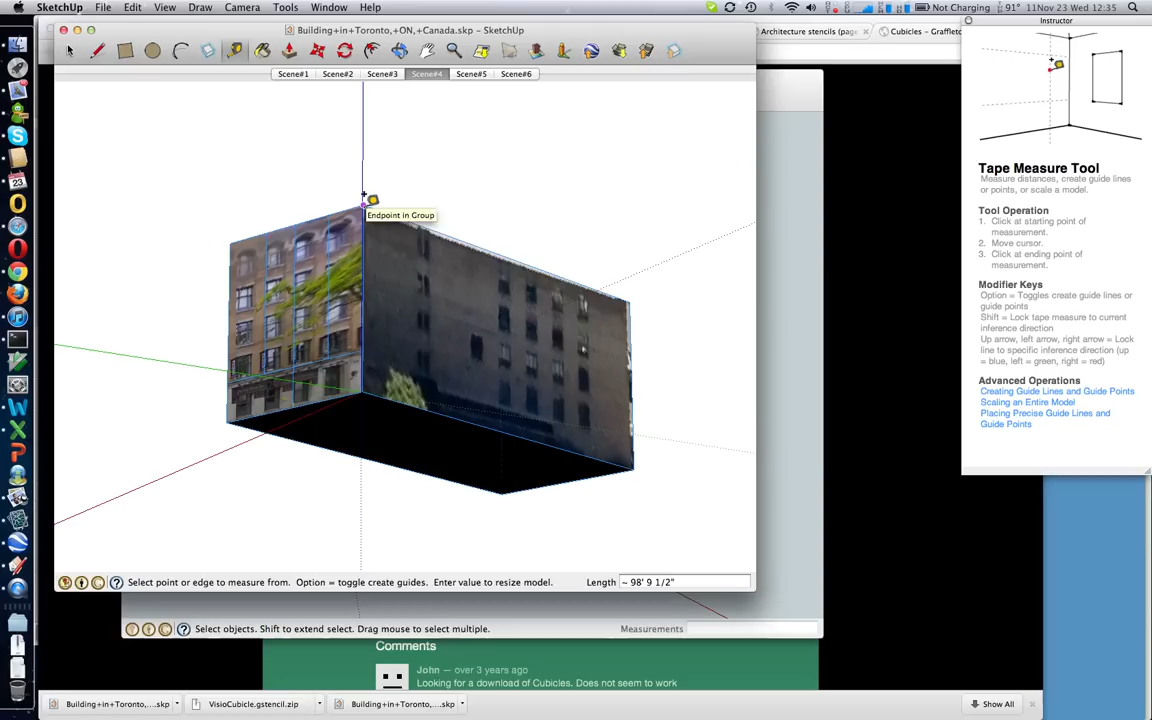 SketchUp File Edit View Draw Camera Tools Window Help
91° 11Nov 23 Wed 12:35
Not Charging
Building+in+Toronto,+ON,+Canada.skp – SketchUp
Architecture stencils (page
Cubicles – Graffletop
Instructor
Scene#1 Scene#2 Scene#3 Scene#4 Scene#5 Scene#6
Endpoint in Group
Tape Measure Tool
Measure distances, create guide lines
or points, or scale a model.
Tool Operation
1. Click at starting point of
measurement.
2. Move cursor.
3. Click at ending point of
measurement.
Modifier Keys
Option = Toggles create guide lines or
guide points
Shift = Lock tape measure to current
inference direction
Up arrow, left arrow, right arrow = Lock
line to specific inference direction (up
= blue, left = green, right = red)
Advanced Operations
Creating Guide Lines and Guide Points
Scaling an Entire Model
Placing Precise Guide Lines and
Guide Points
Select point or edge to measure from. Option = toggle create guides. Enter value to resize model. Length ~ 98' 9 1/2"
Select objects. Shift to extend select. Drag mouse to select multiple. Measurements
Comments
John — over 3 years ago
Looking for a download of Cubicles. Does not seem to work
Building+in+Toronto,....skp VisioCubicle.gstencil.zip Building+in+Toronto,....skp Show All